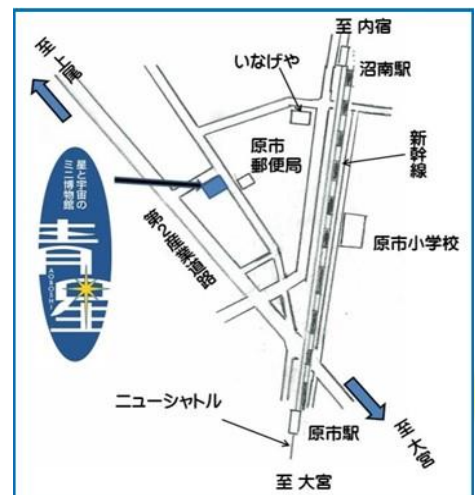 至 内宿
至上尾
いなげや
沼南駅
原市
郵便局
新幹線
星と宇宙の
ミニ博物館
青星
AOBOSHI
第2産業道路
原市小学校
ニューシャトル
原市駅
至大宮
至 大宮